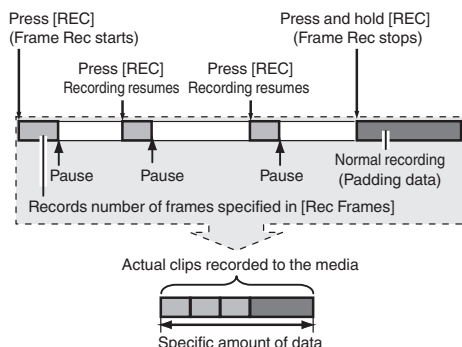 Press [REC]
(Frame Rec starts)
Press and hold [REC]
(Frame Rec stops)
Press [REC]
Recording resumes
Press [REC]
Recording resumes
Pause
Pause
Pause
Normal recording
(Padding data)
Records number of frames specified in [Rec Frames]
Actual clips recorded to the media
Specific amount of data